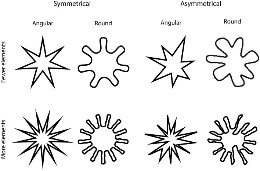 Symmetrical Asymmetrical
Angular Round Angular Round
Fewer elements
More elements